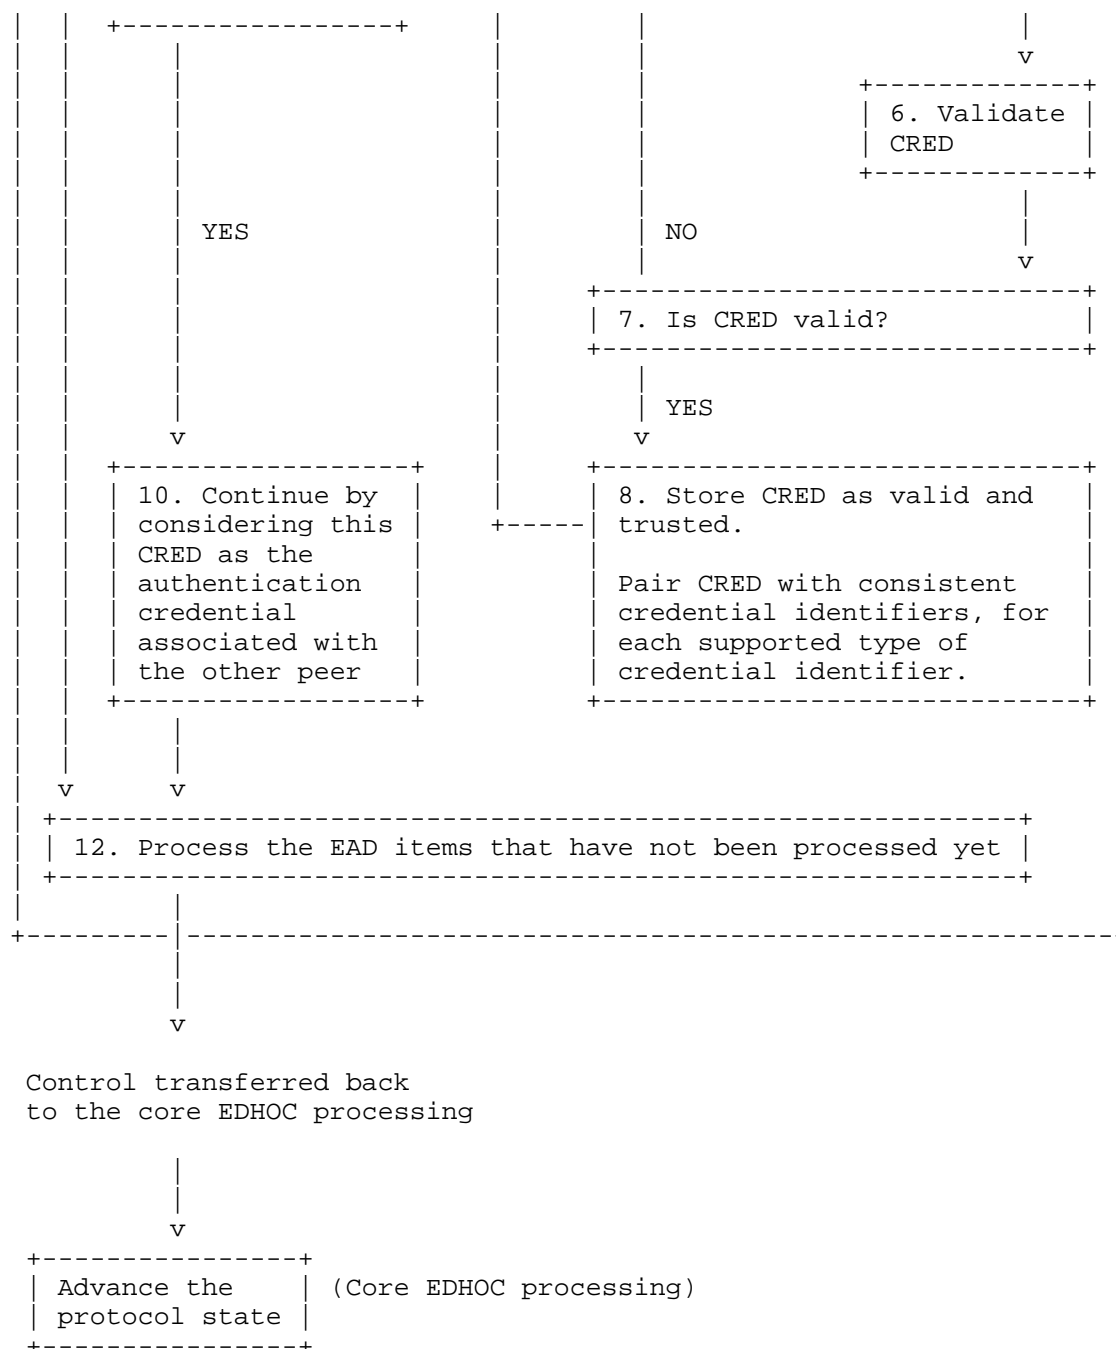 6. Validate
CRED
YES
NO
7. Is CRED valid?
YES
10. Continue by
considering this
CRED as the
authentication
credential
associated with
the other peer
8. Store CRED as valid and
trusted.
Pair CRED with consistent
credential identifiers, for
each supported type of
credential identifier.
12. Process the EAD items that have not been processed yet
Control transferred back
to the core EDHOC processing
Advance the
protocol state
(Core EDHOC processing)